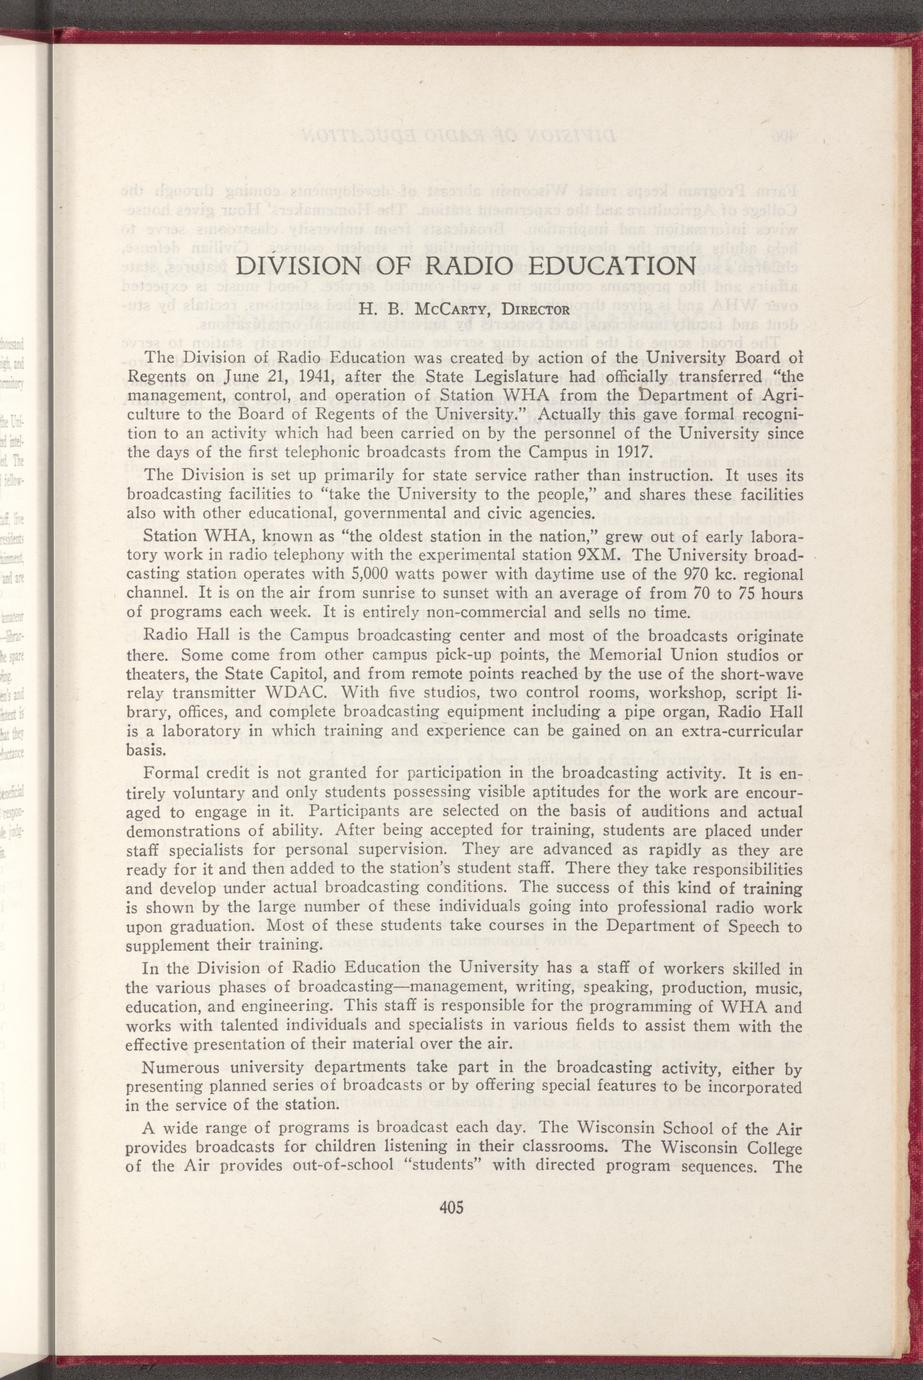 DIVISION OF RADIO EDUCATION
H. B. McCarty, Director
The Division of Radio Education was created by action of the University Board of
Regents on June 21, 1941, after the State Legislature had officially transferred “the
management, control, and operation of Station WHA from the Department of Agri-
culture to the Board of Regents of the University.” Actually this gave formal recogni-
tion to an activity which had been carried on by the personnel of the University since
the days of the first telephonic broadcasts from the Campus in 1917.
The Division is set up primarily for state service rather than instruction. It uses its
broadcasting facilities to “take the University to the people,” and shares these facilities
also with other educational, governmental and civic agencies.
Station WHA, known as “the oldest station in the nation,” grew out of early labora-
tory work in radio telephony with the experimental station 9XM. The University broad-
casting station operates with 5,000 watts power with daytime use of the 970 kc. regional
channel. It is on the air from sunrise to sunset with an average of from 70 to 75 hours
of programs each week. It is entirely non-commercial and sells no time.
Radio Hall is the Campus broadcasting center and most of the broadcasts originate
there. Some come from other campus pick-up points, the Memorial Union studios or
theaters, the State Capitol, and from remote points reached by the use of the short-wave
relay transmitter WDAC. With five studios, two control rooms, workshop, script li-
brary, offices, and complete broadcasting equipment including a pipe organ, Radio Hall
is a laboratory in which training and experience can be gained on an extra-curricular
basis.
Formal credit is not granted for participation in the broadcasting activity. It is en-
tirely voluntary and only students possessing visible aptitudes for the work are encour-
aged to engage in it. Participants are selected on the basis of auditions and actual
demonstrations of ability. After being accepted for training, students are placed under
staff specialists for personal supervision. They are advanced as rapidly as they are
ready for it and then added to the station’s student staff. There they take responsibilities
and develop under actual broadcasting conditions. The success of this kind of training
is shown by the large number of these individuals going into professional radio work
upon graduation. Most of these students take courses in the Department of Speech to
supplement their training.
In the Division of Radio Education the University has a staff of workers skilled in
the various phases of broadcasting—management, writing, speaking, production, music,
education, and engineering. This staff is responsible for the programming of WHA and
works with talented individuals and specialists in various fields to assist them with the
effective presentation of their material over the air.
Numerous university departments take part in the broadcasting activity, either by
presenting planned series of broadcasts or by offering special features to be incorporated
in the service of the station.
A wide range of programs is broadcast each day. The Wisconsin School of the Air
provides broadcasts for children listening in their classrooms. The Wisconsin College
of the Air provides out-of-school “students” with directed program sequences. The
405